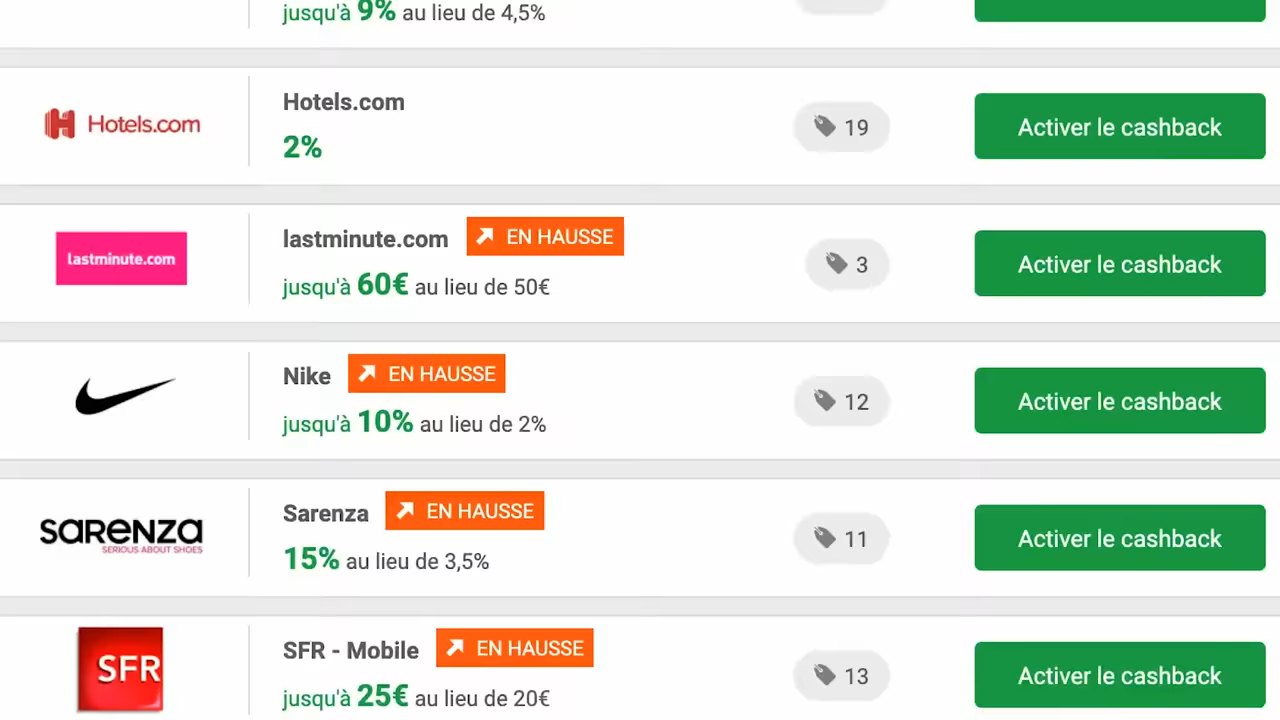 jusqu'à 9% au lieu de 4,5%
Hotels.com
Hotels.com
2%
19
Activer le cashback
lastminute.com
lastminute.com
EN HAUSSE
jusqu'à 60€ au lieu de 50€
3
Activer le cashback
Nike
EN HAUSSE
jusqu'à 10% au lieu de 2%
12
Activer le cashback
sarenza
SERIOUS ABOUT SHOES
Sarenza
EN HAUSSE
15% au lieu de 3,5%
11
Activer le cashback
SFR
SFR - Mobile
EN HAUSSE
jusqu'à 25€ au lieu de 20€
13
Activer le cashback